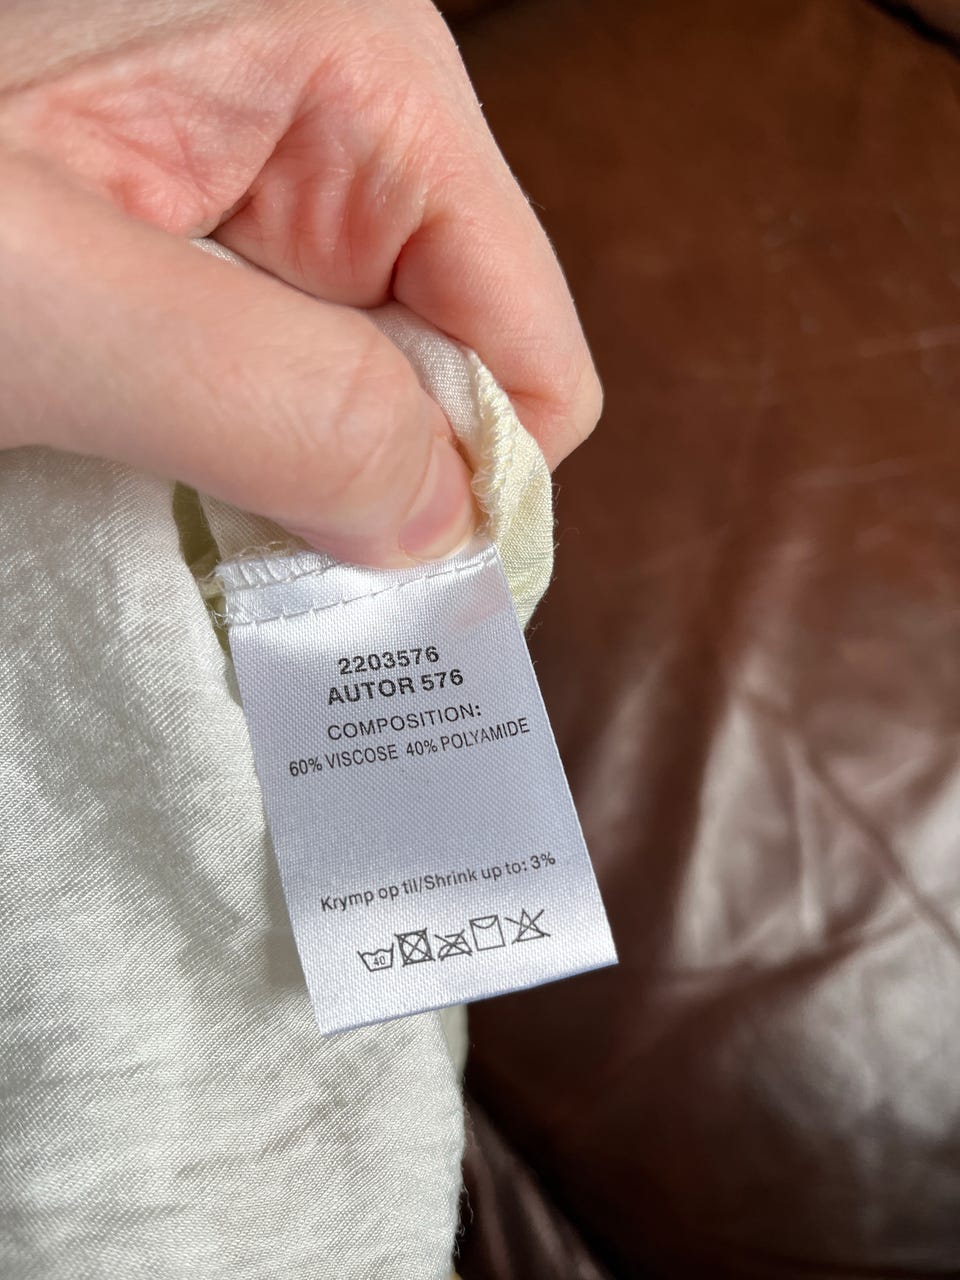 2203576
AUTOR 576
COMPOSITION:
60% VISCOSE 40% POLYAMIDE
Krymp op til/Shrink up to: 3%
40